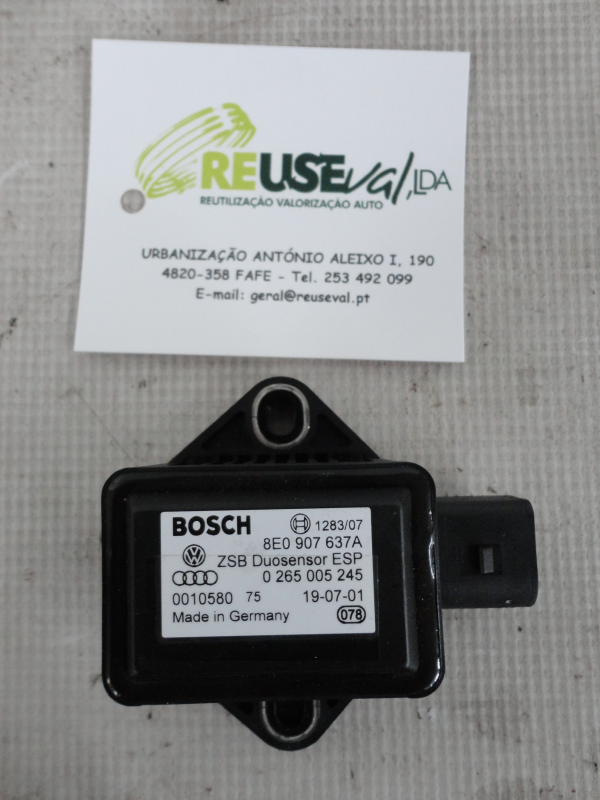 REUSEval, LDA
REUTILIZAÇÃO VALORIZAÇÃO AUTO
URBANIZAÇÃO ANTÓNIO ALEIXO I, 190
4820-358 FAFE - Tel. 253 492 099
E-mail: geral@reuseval.pt
BOSCH 1283/07
8E0 907 637A
ZSB Duosensor ESP
0 265 005 245
0010580 75 19-07-01
Made in Germany 078